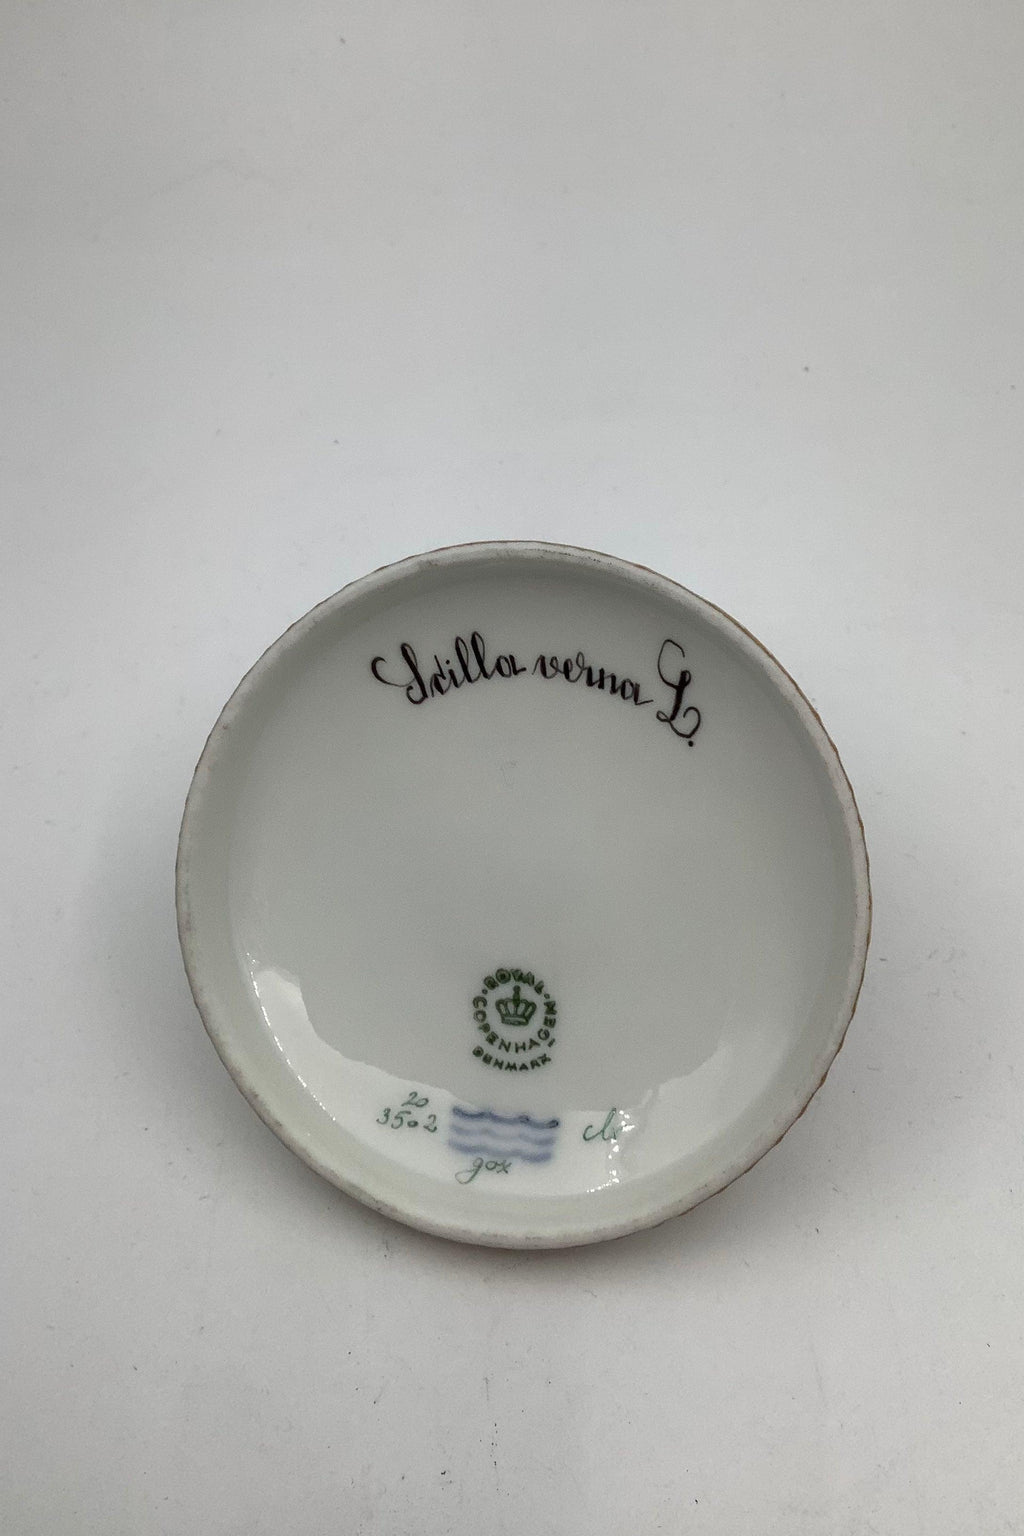 Scilla verna L.
ROYAL
COPENHAGEN
DENMARK
20
3502